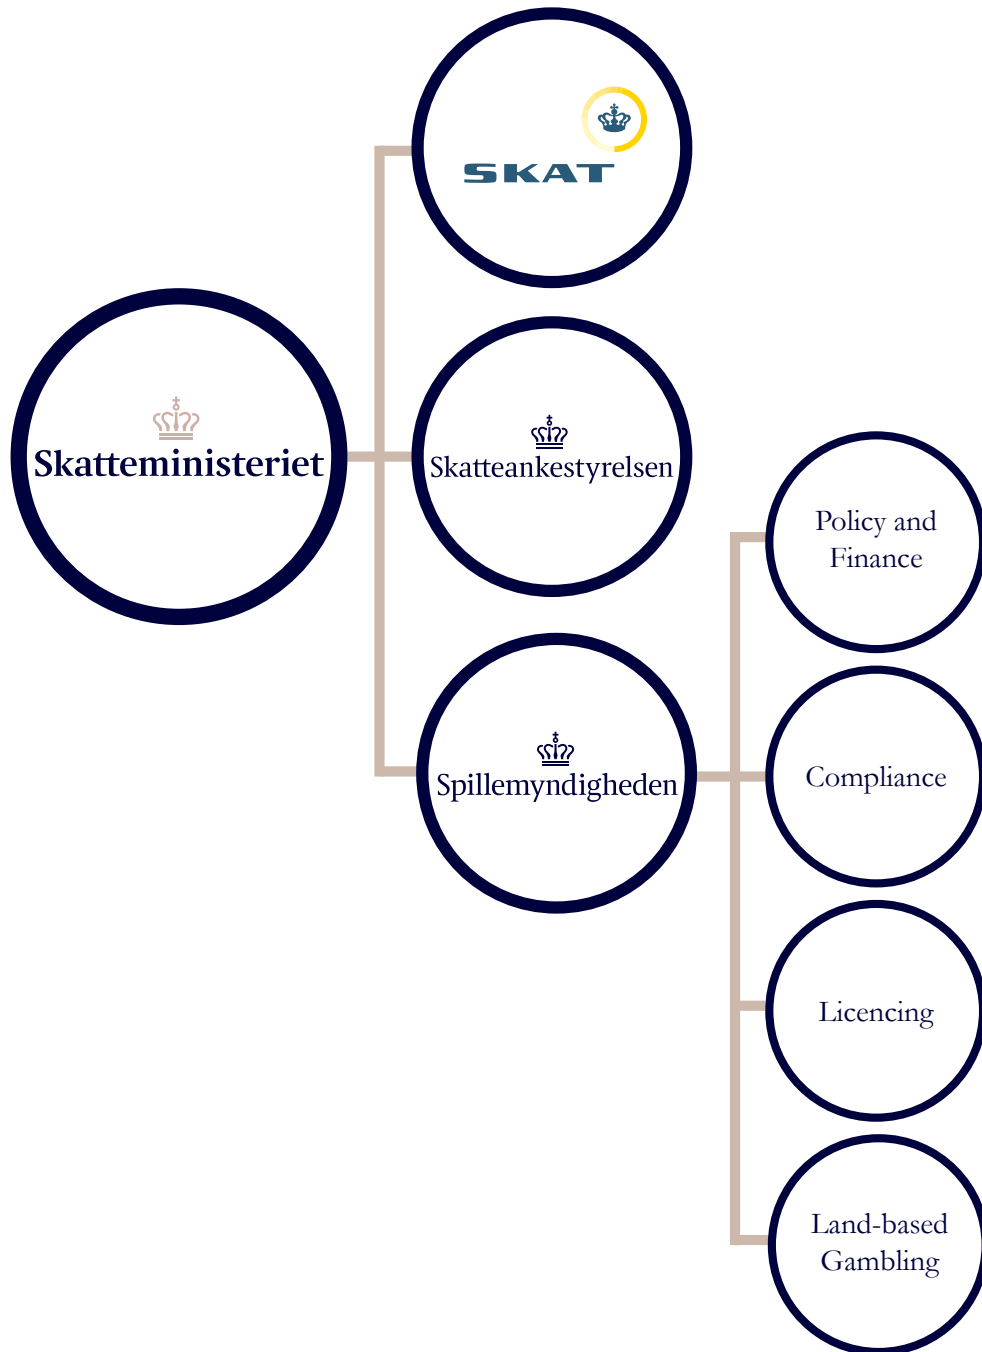 SKAT
Skatteministeriet
Skatteankestyrelsen
Spillemyndigheden
Policy and
Finance
Compliance
Licencing
Land-based
Gambling